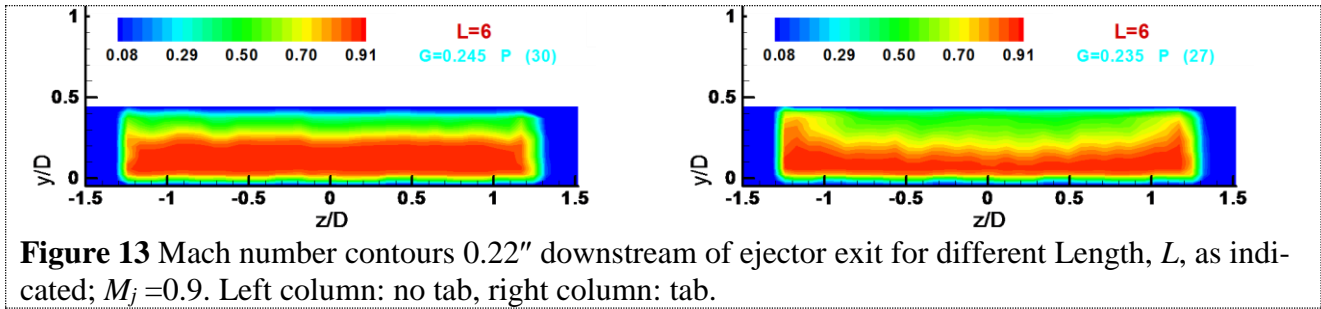 1
0.5
0
y/D
0.08 0.29 0.50 0.70 0.91
L=6
G=0.245 P (30)
-1.5 -1 -0.5 0 0.5 1 1.5
z/D
1
0.5
0
y/D
0.08 0.29 0.50 0.70 0.91
L=6
G=0.235 P (27)
-1.5 -1 -0.5 0 0.5 1 1.5
z/D
Figure 13 Mach number contours 0.22″ downstream of ejector exit for different Length, L, as indi-
cated; Mj =0.9. Left column: no tab, right column: tab.